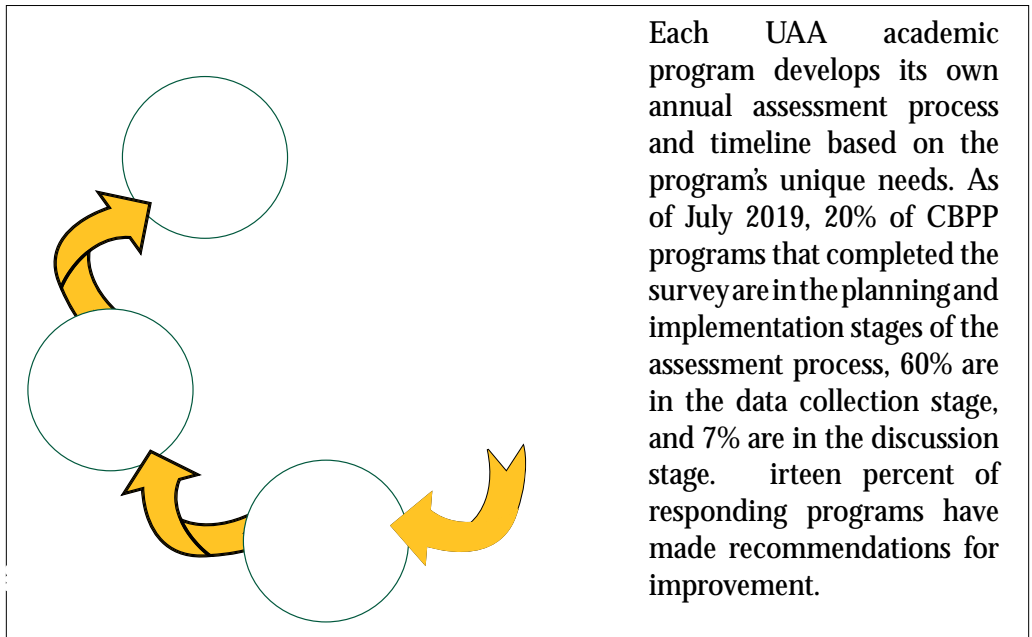 Each UAA academic
program develops its own
annual assessment process
and timeline based on the
program's unique needs. As
of July 2019, 20% of CBPP
programs that completed the
survey are in the planning and
implementation stages of the
assessment process, 60% are
in the data collection stage,
and 7% are in the discussion
stage. irteen percent of
responding programs have
made recommendations for
improvement.